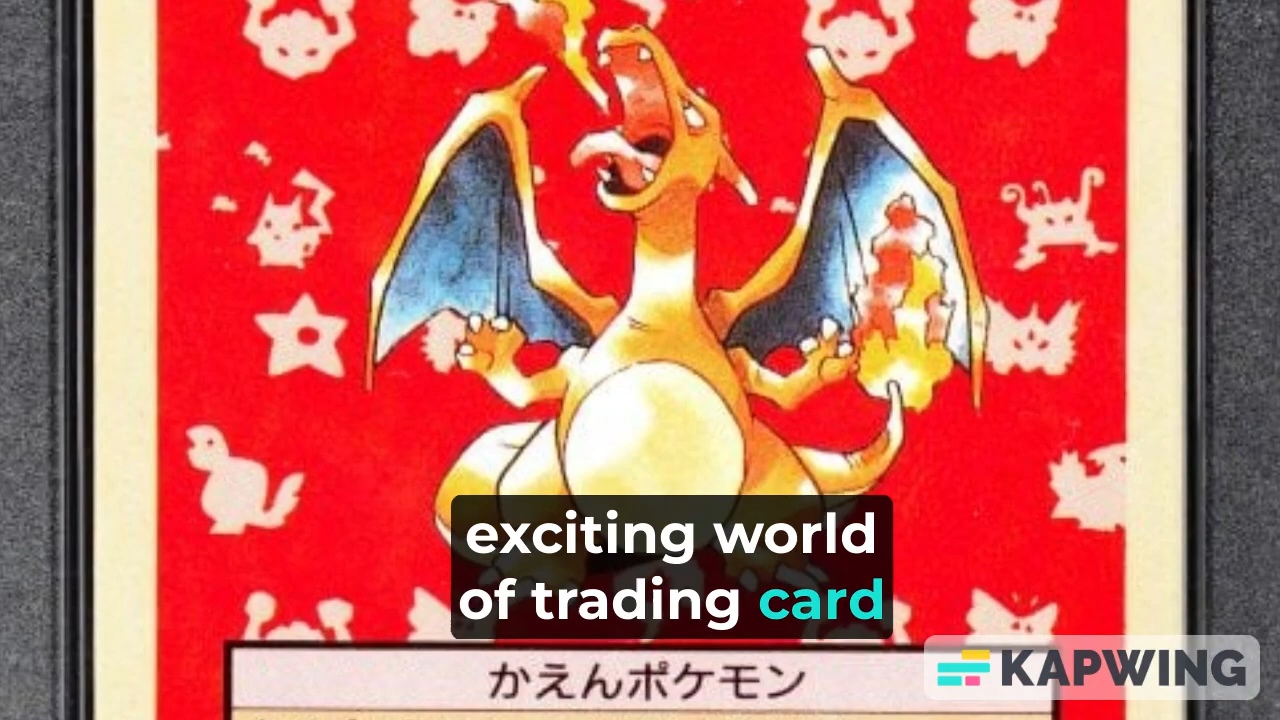 exciting world
of trading card
かえんポケモン
KAPWING